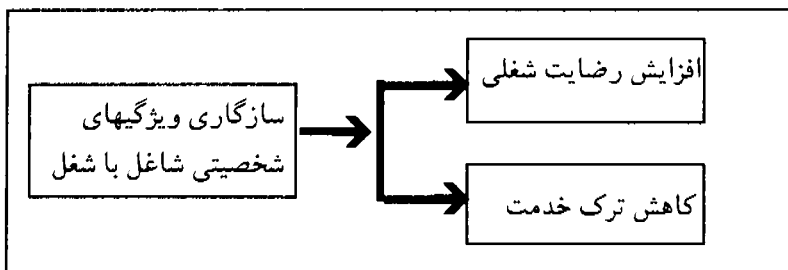 سازگاری ویژگیهای
شخصیتی شاغل با شغل
افزایش رضایت شغلی
کاهش ترک خدمت